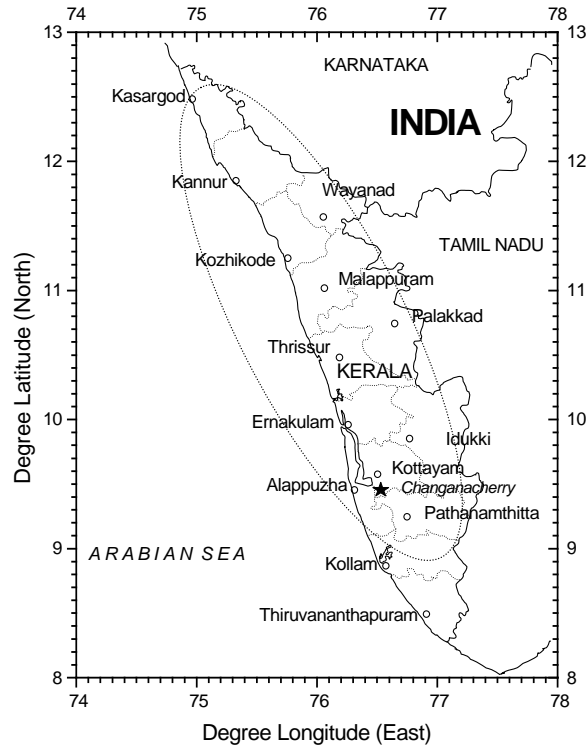 74 75 76 77 78
13 13
KARNATAKA
Kasargod
INDIA
12 12
Kannur
Wayanad
TAMIL NADU
Kozhikode
Malappuram
11 11
Palakkad
Thrissur
KERALA
10 10
Ernakulam
Idukki
Kottayam
Alappuzha
Changanacherry
Pathanamthitta
9 9
ARABIAN SEA
Kollam
Thiruvananthapuram
8 8
74 75 76 77 78
Degree Longitude (East)
Degree Latitude (North)